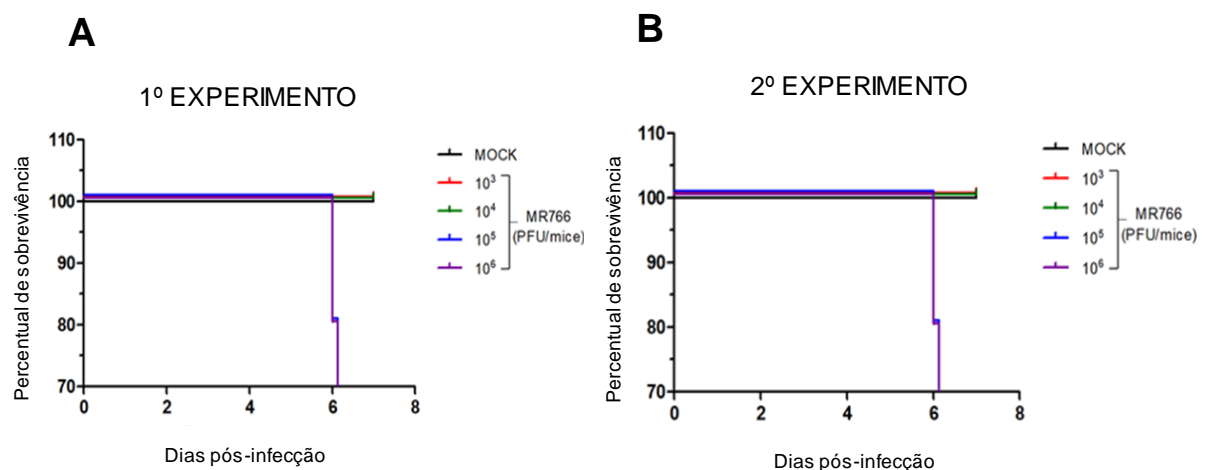 A
1º EXPERIMENTO
Percentual de sobrevivência
110
100
90
80
70
0 2 4 6 8
Dias pós-infecção
MOCK
10³
10⁴
10⁵
10⁶
MR766
(PFU/mice)
B
2º EXPERIMENTO
Percentual de sobrevivência
110
100
90
80
70
0 2 4 6 8
Dias pós-infecção
MOCK
10³
10⁴
10⁵
10⁶
MR766
(PFU/mice)